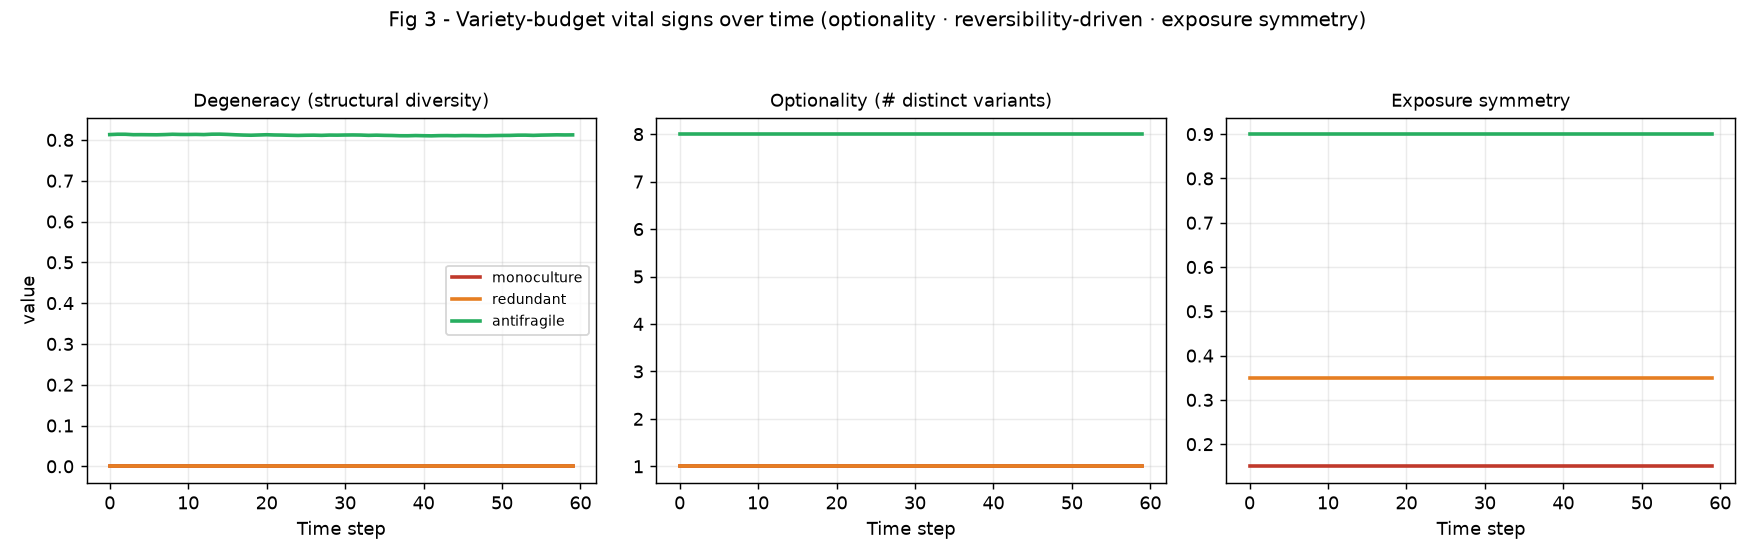 Fig 3 - Variety-budget vital signs over time (optionality · reversibility-driven · exposure symmetry)
Degeneracy (structural diversity)
value
0.8
0.7
0.6
0.5
0.4
0.3
0.2
0.1
0.0
monoculture
redundant
antifragile
0 10 20 30 40 50 60
Time step
Optionality (# distinct variants)
8
7
6
5
4
3
2
1
0 10 20 30 40 50 60
Time step
Exposure symmetry
0.9
0.8
0.7
0.6
0.5
0.4
0.3
0.2
0 10 20 30 40 50 60
Time step